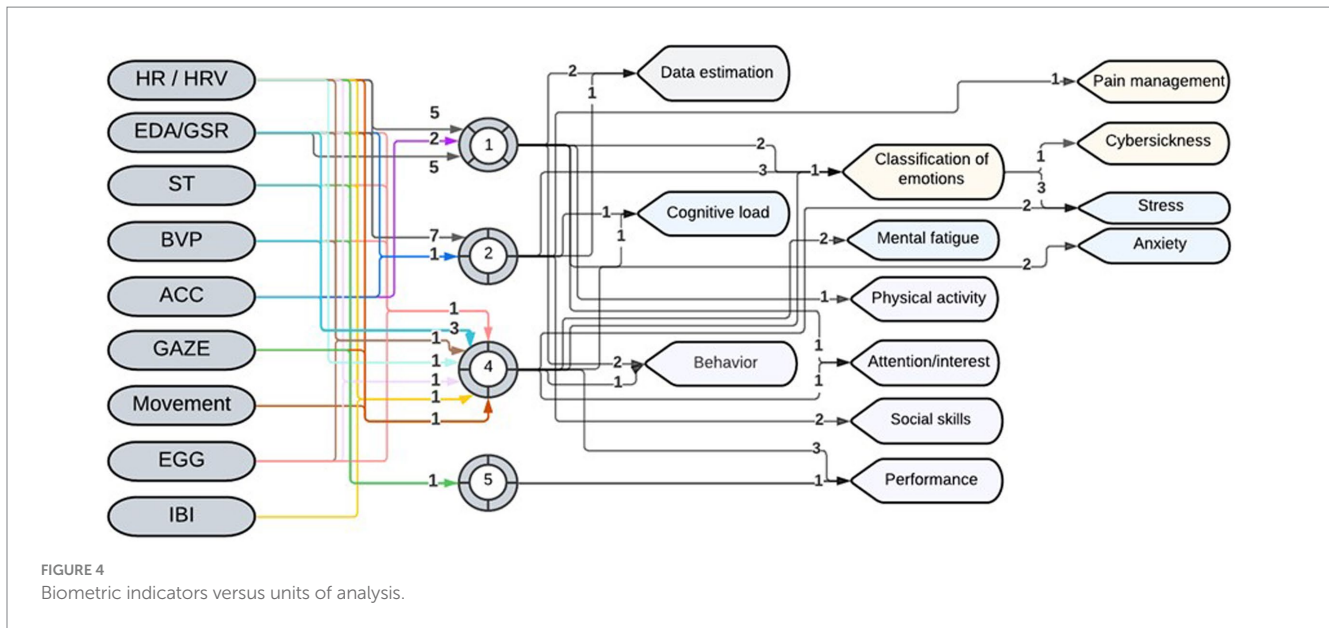 HR / HRV
EDA/GSR
ST
BVP
ACC
GAZE
Movement
EGG
IBI
5
2
5
7
1
1
3
1
1
1
1
1
1
1
2
4
5
2
1
Data estimation
1
1
Cognitive load
2
1
Behavior
2
3
1
Classification of
emotions
2
Mental fatigue
1
Physical activity
1
1
Attention/interest
2
Social skills
3
1
Performance
1
Pain management
1
3
Cybersickness
2
Stress
2
Anxiety
FIGURE 4
Biometric indicators versus units of analysis.